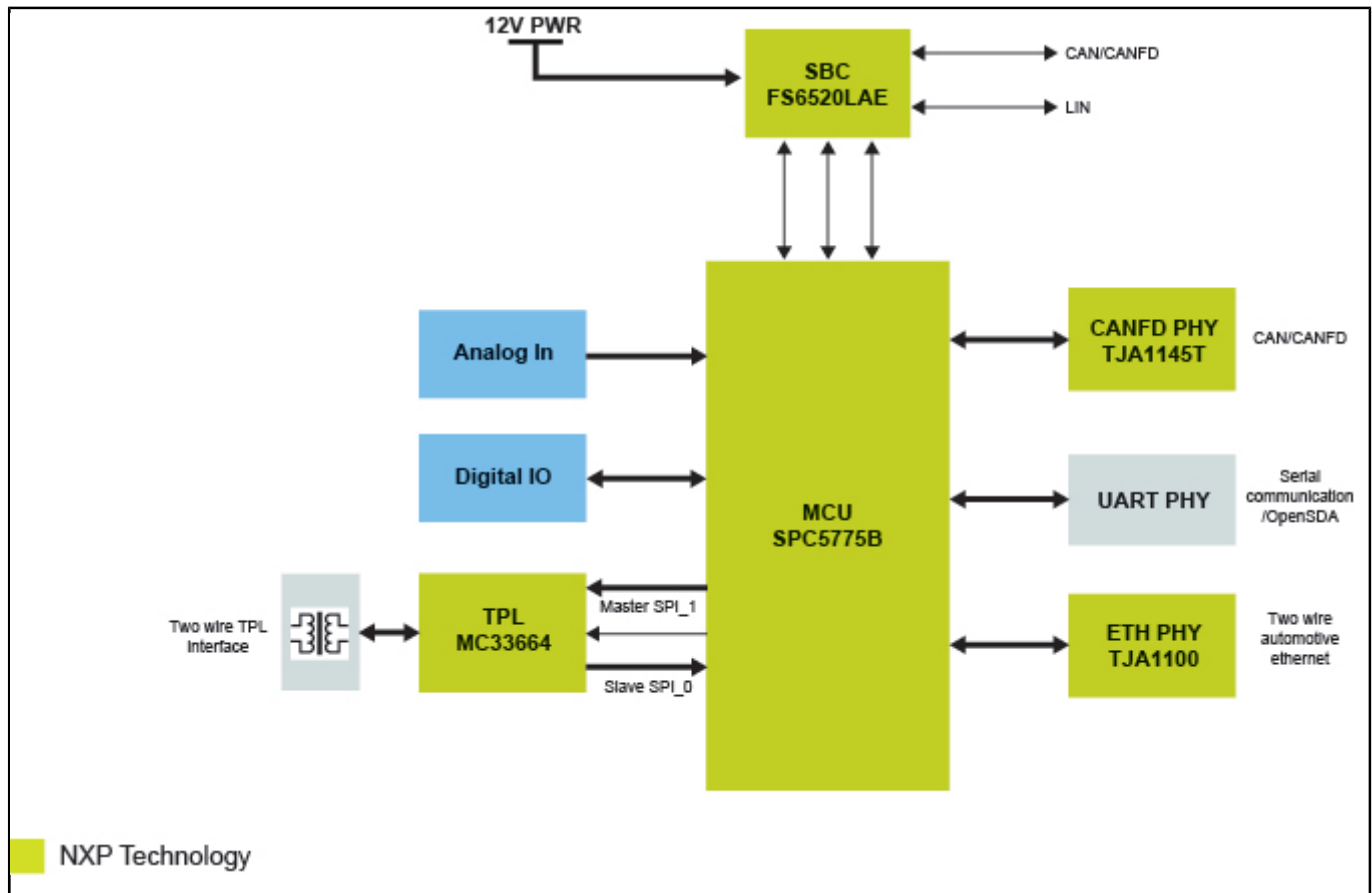 12V PWR
SBC
FS6520LAE
CAN/CANFD
LIN
Analog In
CANFD PHY
TJA1145T
CAN/CANFD
Digital IO
MCU
SPC5775B
UART PHY
Serial
communication
/OpenSDA
Two wire TPL
Interface
TPL
MC33664
Master SPI_1
Slave SPI_0
ETH PHY
TJA1100
Two wire
automotive
ethernet
NXP Technology